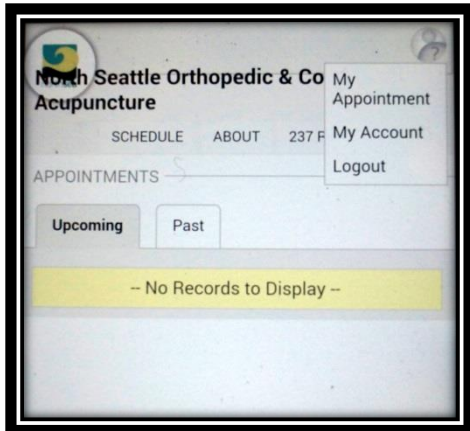 North Seattle Orthopedic & Co
Acupuncture
My
Appointment
My Account
Logout
SCHEDULE ABOUT 237
APPOINTMENTS
Upcoming Past
-- No Records to Display --